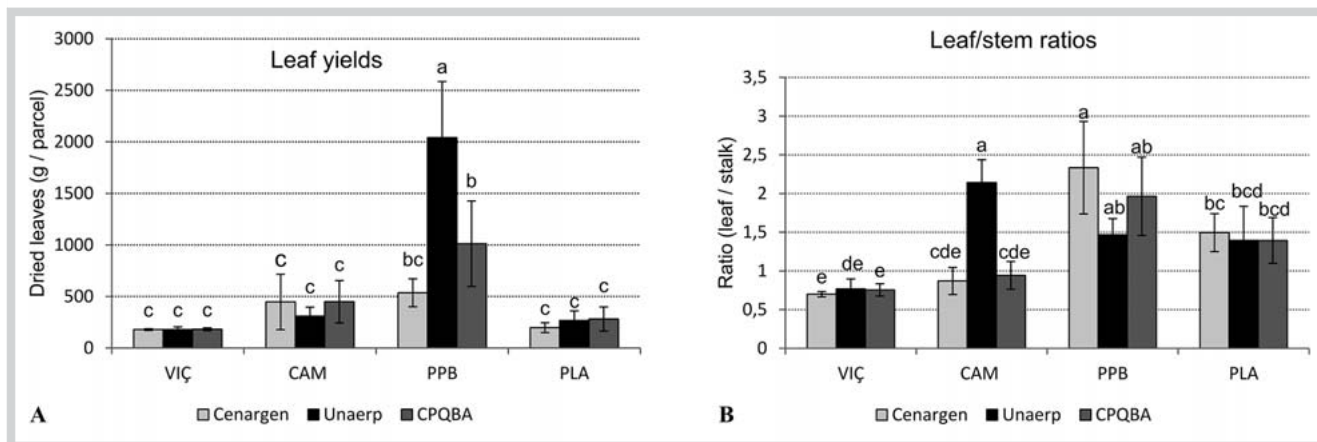 Leaf yields
Dried leaves (g / parcel)
3000
2500
2000
1500
1000
500
0
c c c
c c c
bc a b
c c c
VIÇ CAM PPB PLA
A
Cenargen Unaerp CPQBA
Leaf/stem ratios
Ratio (leaf / stalk)
3,5
3
2,5
2
1,5
1
0,5
0
e de e
cde a cde
a ab ab
bc bcd bcd
VIÇ CAM PPB PLA
B
Cenargen Unaerp CPQBA